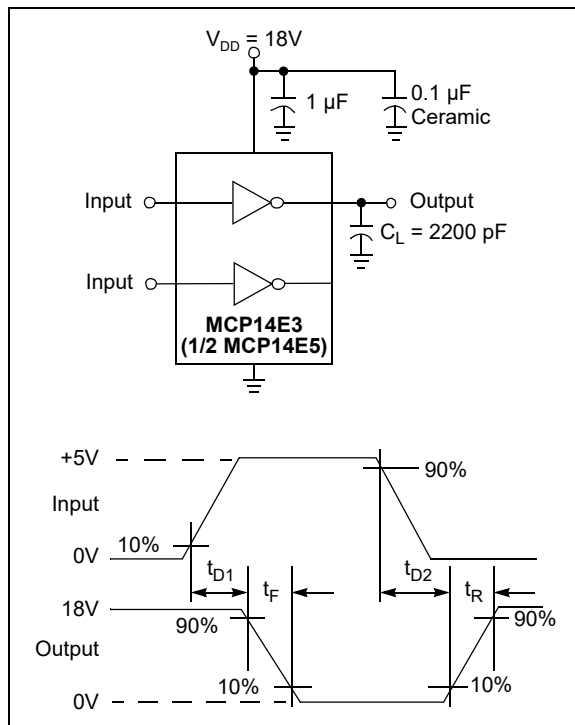 V_DD = 18V
1 µF
0.1 µF
Ceramic
Input
Output
C_L = 2200 pF
Input
MCP14E3
(1/2 MCP14E5)
+5V
90%
Input
10%
0V
t_D1
t_F
t_D2
t_R
18V
90%
90%
Output
10%
10%
0V